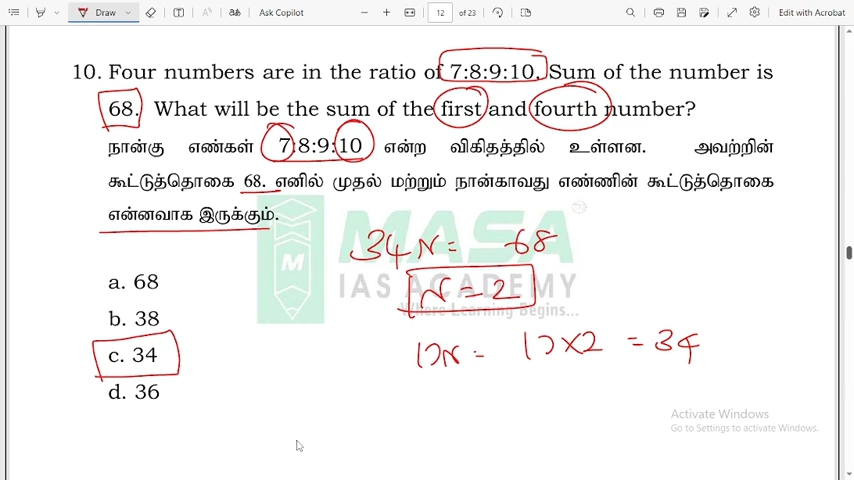 Draw
Ask Copilot
12
of 23
Edit with Acrobat
10. Four numbers are in the ratio of 7:8:9:10. Sum of the number is
68. What will be the sum of the first and fourth number?
நான்கு எண்கள் 7:8:9:10 என்ற விகிதத்தில் உள்ளன. அவற்றின்
கூட்டுத்தொகை 68. எனில் முதல் மற்றும் நான்காவது எண்ணின் கூட்டுத்தொகை
என்னவாக இருக்கும்.
34N = 68
N = 2
17N = 17×2 = 34
MASA
IAS ACADEMY
Where Learning Begins...
M
a. 68
b. 38
c. 34
d. 36
Activate Windows
Go to Settings to activate Windows.